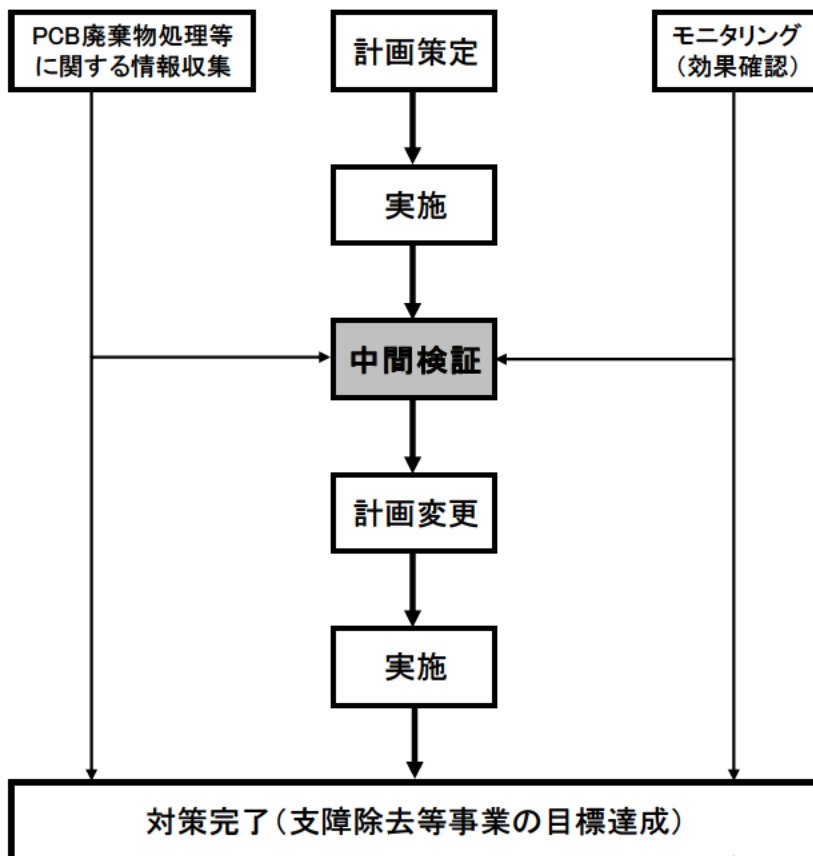 PCB廃棄物処理等
に関する情報収集
計画策定
モニタリング
(効果確認)
実施
中間検証
計画変更
実施
対策完了(支障除去等事業の目標達成)